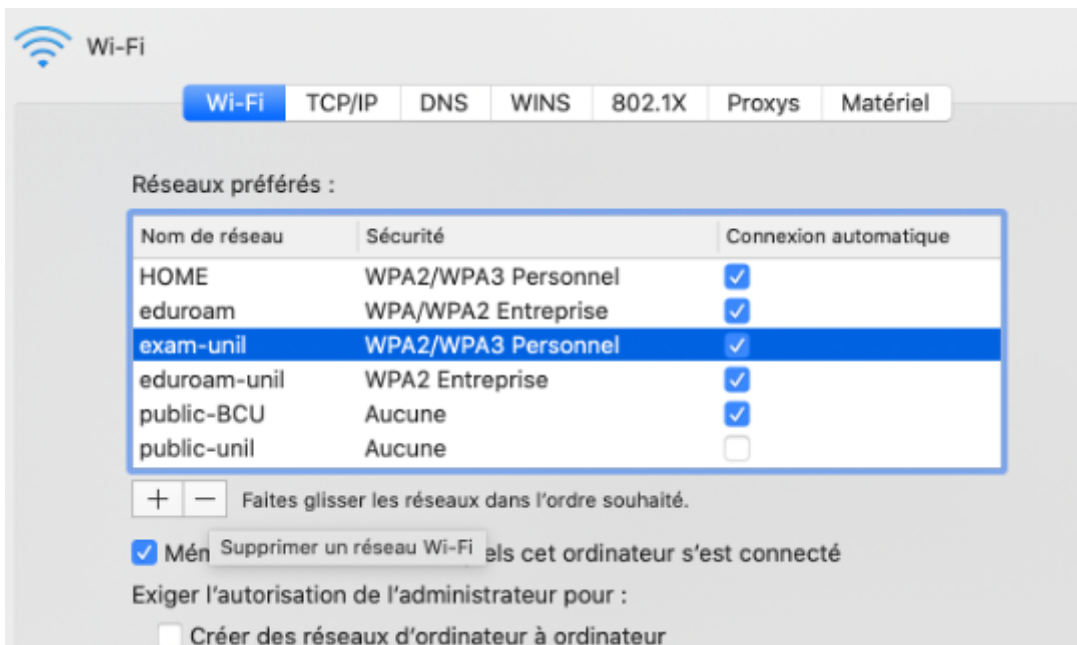 Wi-Fi
Wi-Fi TCP/IP DNS WINS 802.1X Proxys Matériel
Réseaux préférés :
Nom de réseau Sécurité Connexion automatique
HOME WPA2/WPA3 Personnel
eduroam WPA/WPA2 Entreprise
exam-unil WPA2/WPA3 Personnel
eduroam-unil WPA2 Entreprise
public-BCU Aucune
public-unil Aucune
+ − Faites glisser les réseaux dans l'ordre souhaité.
Mém Supprimer un réseau Wi-Fi els cet ordinateur s'est connecté
Exiger l'autorisation de l'administrateur pour :
Créer des réseaux d'ordinateur à ordinateur